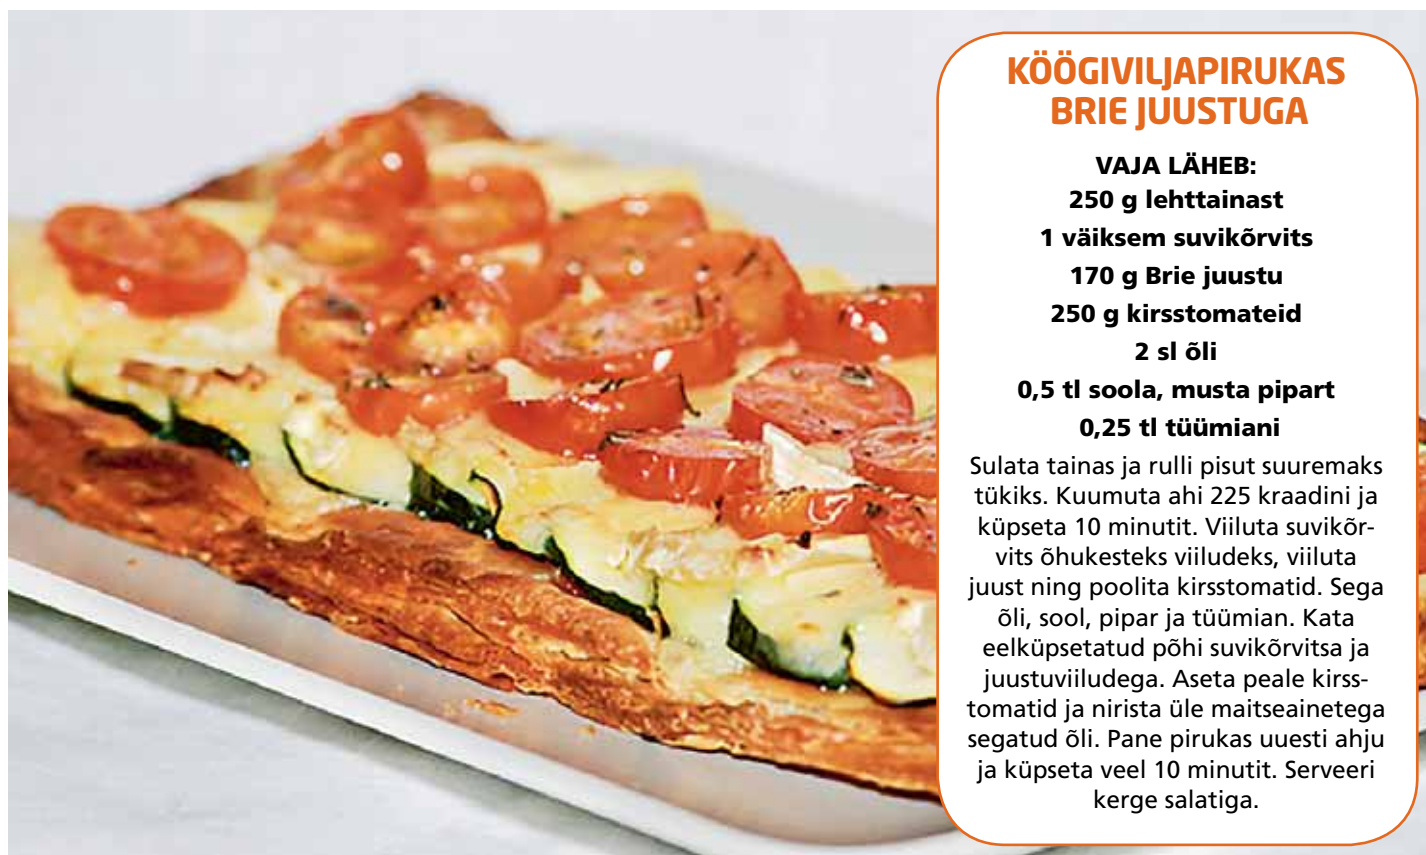 KÖÖGIVILJAPIRUKAS
BRIE JUUSTUGA
VAJA LÄHEB:
250 g lehttainast
1 väiksem suvikõrvits
170 g Brie juustu
250 g kirsstomateid
2 sl õli
0,5 tl soola, musta pipart
0,25 tl tüümiani
Sulata tainas ja rulli pisut suuremaks
tükiks. Kuumuta ahi 225 kraadini ja
küpseta 10 minutit. Viiluta suvikõr-
vits õhukesteks viiludeks, viiluta
juust ning poolita kirsstomatid. Sega
õli, sool, pipar ja tüümian. Kata
eelküpsetatud põhi suvikõrvitsa ja
juustuviiludega. Aseta peale kirss-
tomatid ja nirista üle maitseainetega
segatud õli. Pane pirukas uuesti ahju
ja küpseta veel 10 minutit. Serveeri
kerge salatiga.